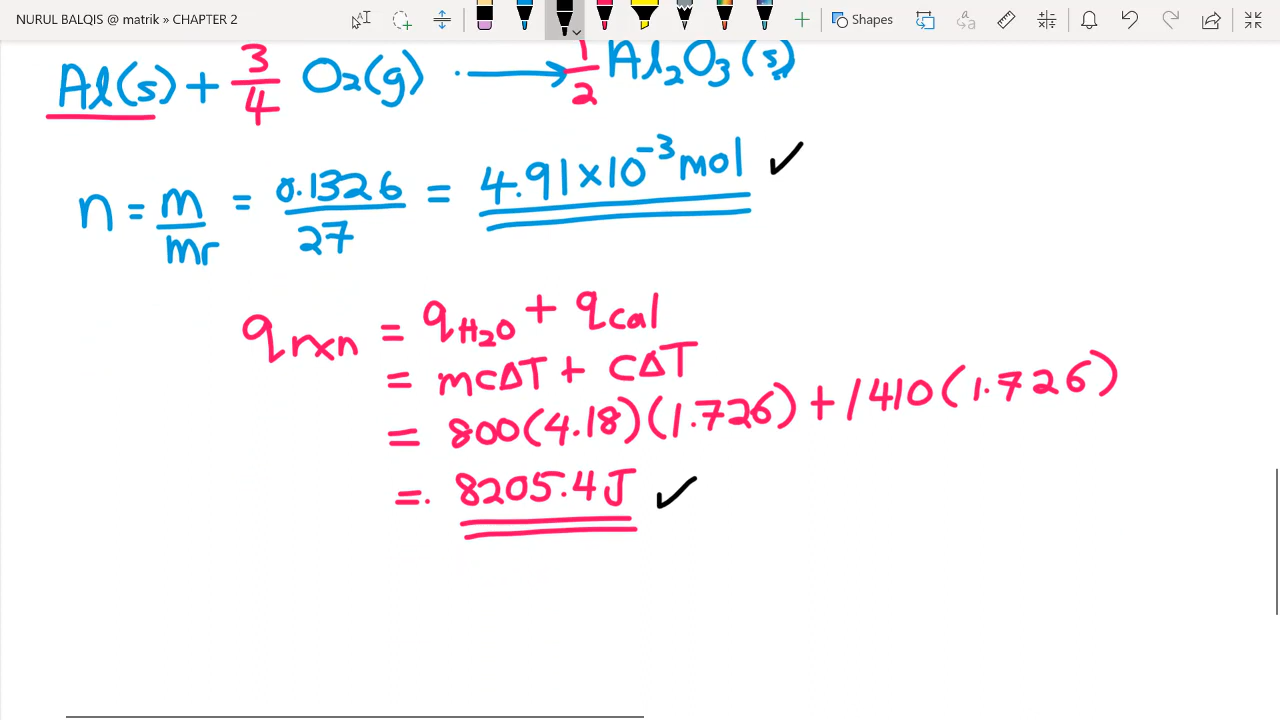 NURUL BALQIS @ matrik » CHAPTER 2
Shapes
Al(s) + 3/4 O₂(g) → 1/2 Al₂O₃(s)
n = m/mr = 0.1326/27 = 4.91×10⁻³ mol ✓
qrxn = qH₂O + qcal
= mcΔT + CΔT
= 800(4.18)(1.726) + 1410(1.726)
=. 8205.4J ✓